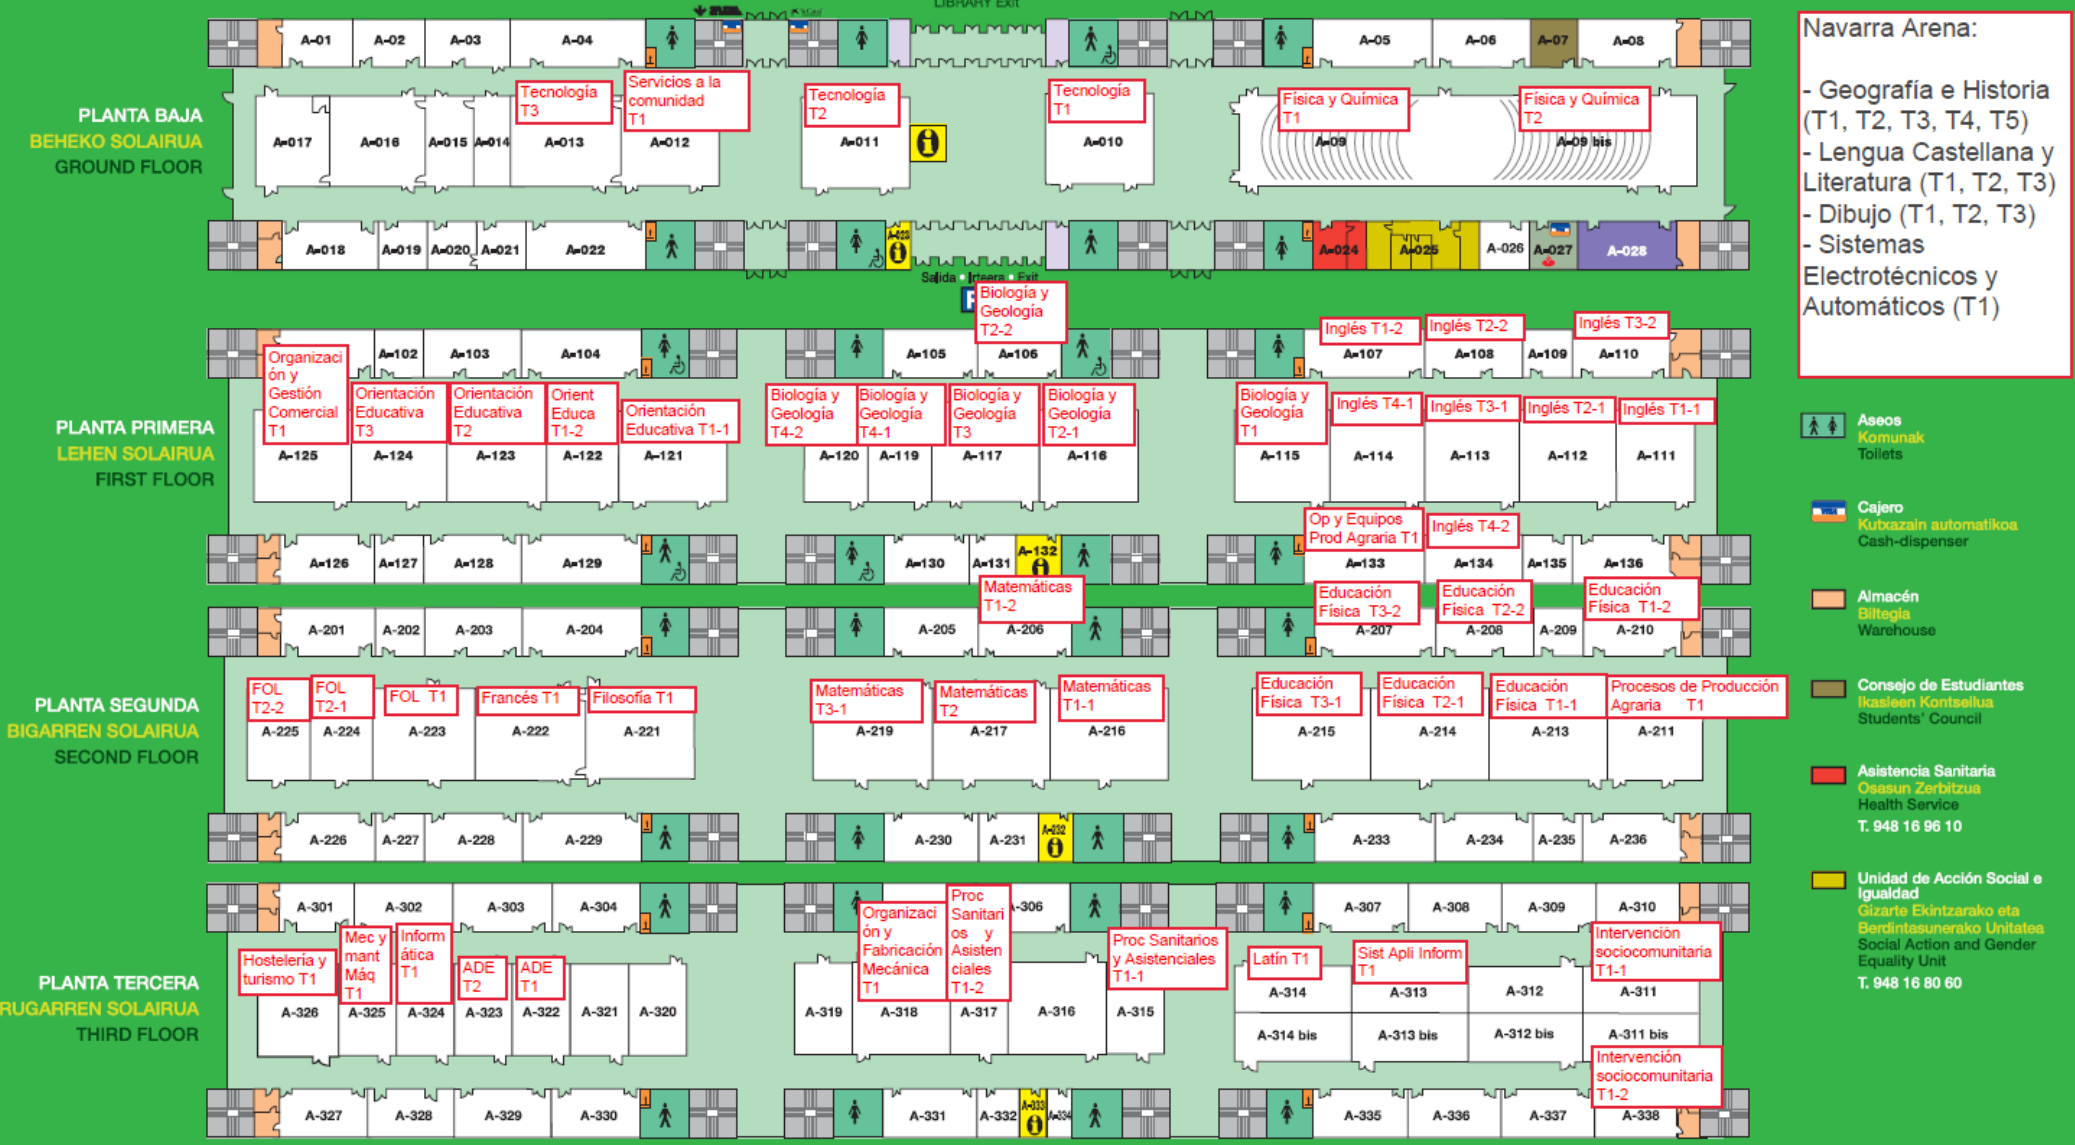 LIBRARY Exit
A-01
A-02
A-03
A-04
A-05
A-06
A-07
A-08
PLANTA BAJA
BEHEKO SOLAIRUA
GROUND FLOOR
Tecnología
T3
Servicios a la
comunidad
T1
Tecnología
T2
Tecnología
T1
Física y Química
T1
Física y Química
T2
A-017
A-016
A-015
A-014
A-013
A-012
A-011
A-010
A-09
A-09 bis
A-018
A-019
A-020
A-021
A-022
A-023
A-024
A-025
A-026
A-027
A-028
Salida • Irteera • Exit
Biología y
Geología
T2-2
Inglés T1-2
Inglés T2-2
Inglés T3-2
A-102
A-103
A-104
A-105
A-106
A-107
A-108
A-109
A-110
PLANTA PRIMERA
LEHEN SOLAIRUA
FIRST FLOOR
Organizaci
ón y
Gestión
Comercial
T1
Orientación
Educativa
T3
Orientación
Educativa
T2
Orient
Educa
T1-2
Orientación
Educativa T1-1
Biología y
Geología
T4-2
Biología y
Geología
T4-1
Biología y
Geología
T3
Biología y
Geología
T2-1
Biología y
Geología
T1
Inglés T4-1
Inglés T3-1
Inglés T2-1
Inglés T1-1
A-125
A-124
A-123
A-122
A-121
A-120
A-119
A-117
A-116
A-115
A-114
A-113
A-112
A-111
Op y Equipos
Prod Agraria T1
Inglés T4-2
A-126
A-127
A-128
A-129
A-130
A-131
A-132
A-133
A-134
A-135
A-136
Matemáticas
T1-2
Educación
Física T3-2
Educación
Física T2-2
Educación
Física T1-2
A-201
A-202
A-203
A-204
A-205
A-206
A-207
A-208
A-209
A-210
PLANTA SEGUNDA
BIGARREN SOLAIRUA
SECOND FLOOR
FOL
T2-2
FOL
T2-1
FOL T1
Francés T1
Filosofía T1
Matemáticas
T3-1
Matemáticas
T2
Matemáticas
T1-1
Educación
Física T3-1
Educación
Física T2-1
Educación
Física T1-1
Procesos de Producción
Agraria T1
A-225
A-224
A-223
A-222
A-221
A-219
A-217
A-216
A-215
A-214
A-213
A-211
A-226
A-227
A-228
A-229
A-230
A-231
A-232
A-233
A-234
A-235
A-236
A-301
A-302
A-303
A-304
A-306
A-307
A-308
A-309
A-310
PLANTA TERCERA
RUGARREN SOLAIRUA
THIRD FLOOR
Hostelería y
turismo T1
Mec y
mant
Máq
T1
Inform
ática
T1
ADE
T2
ADE
T1
Organizaci
ón y
Fabricación
Mecánica
T1
Proc
Sanitari
os y
Asisten
ciales
T1-2
Proc Sanitarios
y Asistenciales
T1-1
Latín T1
Sist Apli Inform
T1
Intervención
sociocomunitaria
T1-1
A-326
A-325
A-324
A-323
A-322
A-321
A-320
A-319
A-318
A-317
A-316
A-315
A-314
A-313
A-312
A-311
A-314 bis
A-313 bis
A-312 bis
A-311 bis
Intervención
sociocomunitaria
T1-2
A-327
A-328
A-329
A-330
A-331
A-332
A-333
A-334
A-335
A-336
A-337
A-338
Navarra Arena:
- Geografía e Historia
(T1, T2, T3, T4, T5)
- Lengua Castellana y
Literatura (T1, T2, T3)
- Dibujo (T1, T2, T3)
- Sistemas
Electrotécnicos y
Automáticos (T1)
Aseos
Komunak
Toilets
VISA
Cajero
Kutxazain automatikoa
Cash-dispenser
Almacén
Biltegia
Warehouse
Consejo de Estudiantes
Ikasleen Kontseilua
Students' Council
Asistencia Sanitaria
Osasun Zerbitzua
Health Service
T. 948 16 96 10
Unidad de Acción Social e
Igualdad
Gizarte Ekintzarako eta
Berdintasunerako Unitatea
Social Action and Gender
Equality Unit
T. 948 16 80 60